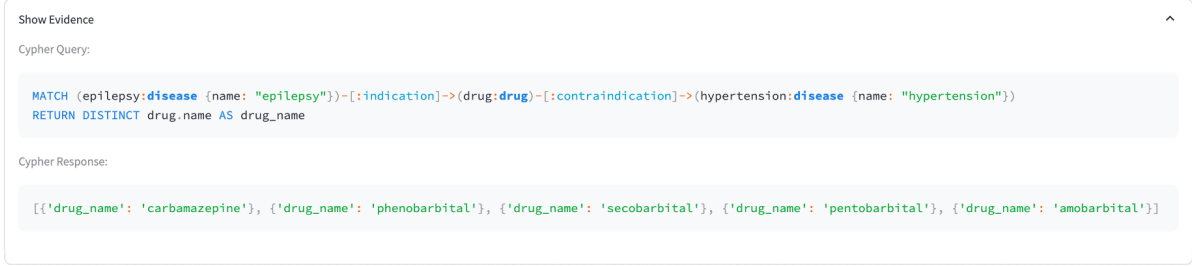 Show Evidence
Cypher Query:
MATCH (epilepsy:disease {name: "epilepsy"})-[:indication]->(drug:drug)-[:contraindication]->(hypertension:disease {name: "hypertension"})
RETURN DISTINCT drug.name AS drug_name
Cypher Response:
[{'drug_name': 'carbamazepine'}, {'drug_name': 'phenobarbital'}, {'drug_name': 'secobarbital'}, {'drug_name': 'pentobarbital'}, {'drug_name': 'amobarbital'}]